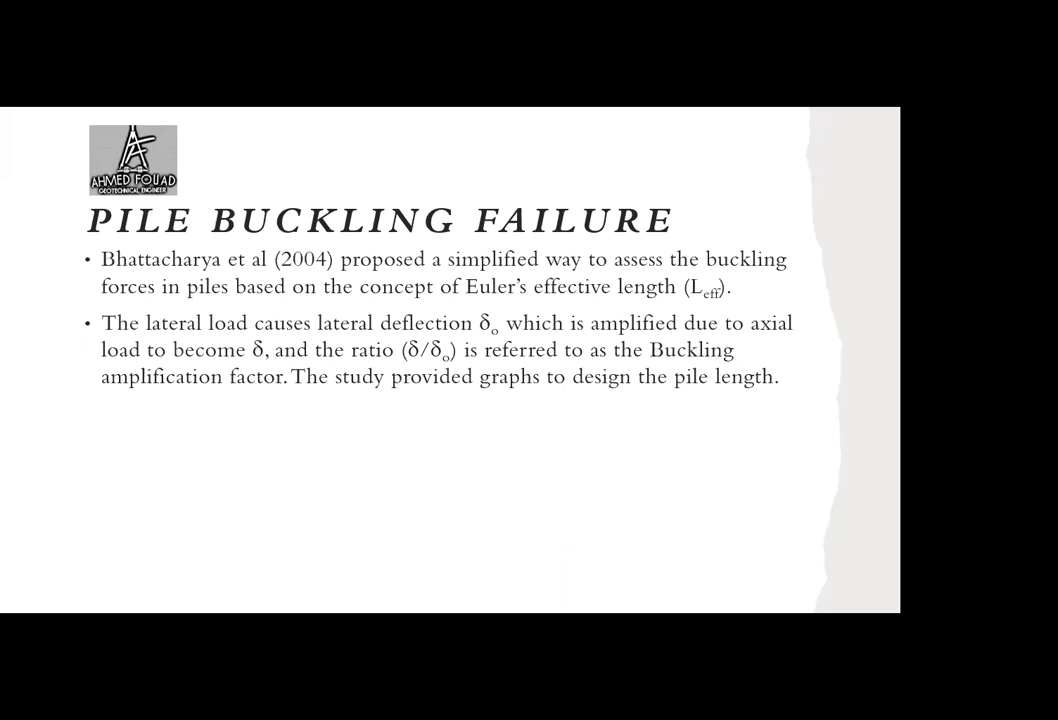 AHMED FOUAD
GEOTECHNICAL ENGINEER
PILE BUCKLING FAILURE
• Bhattacharya et al (2004) proposed a simplified way to assess the buckling
forces in piles based on the concept of Euler’s effective length (Leff).
• The lateral load causes lateral deflection δo which is amplified due to axial
load to become δ, and the ratio (δ/δo) is referred to as the Buckling
amplification factor. The study provided graphs to design the pile length.